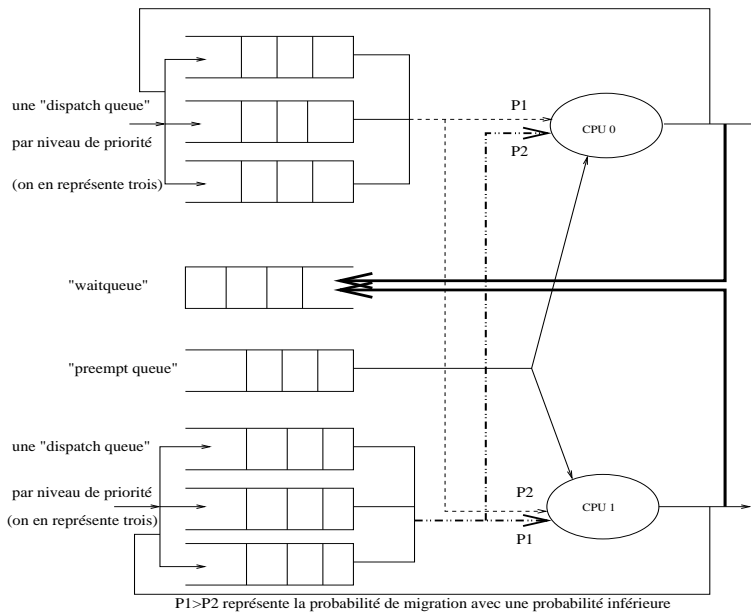 une "dispatch queue"
par niveau de priorité
(on en représente trois)
P1
P2
CPU 0
"waitqueue"
"preempt queue"
une "dispatch queue"
par niveau de priorité
(on en représente trois)
P2
P1
CPU 1
P1>P2 représente la probabilité de migration avec une probabilité inférieure